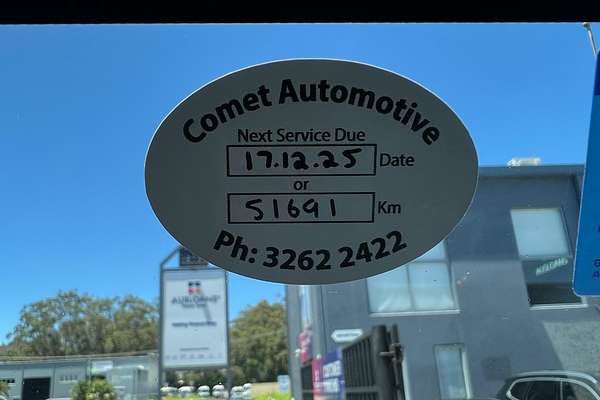 Comet Automotive
Next Service Due
17.12.25 Date
or
51691 Km
Ph: 3262 2422